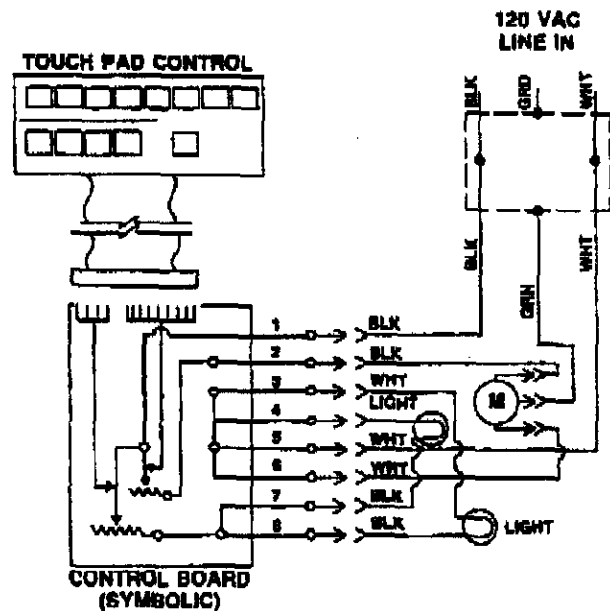 120 VAC
LINE IN
TOUCH PAD CONTROL
BLK
GRD
WHT
BLK
GRN
WHT
1
BLK
2
BLK
3
WHT
LIGHT
4
M
5
WHT
6
WHT
7
BLK
8
BLK
LIGHT
CONTROL BOARD
(SYMBOLIC)